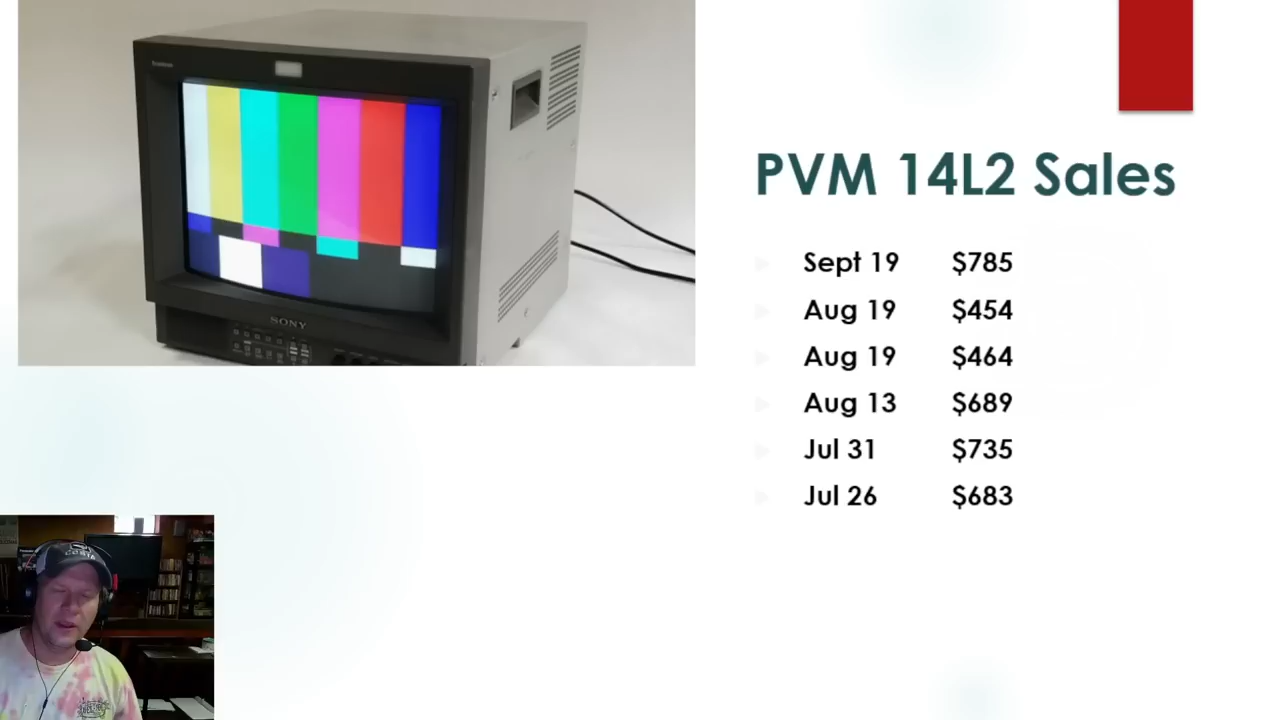 PVM 14L2 Sales
Sept 19 $785
Aug 19 $454
Aug 19 $464
Aug 13 $689
Jul 31 $735
Jul 26 $683
SONY